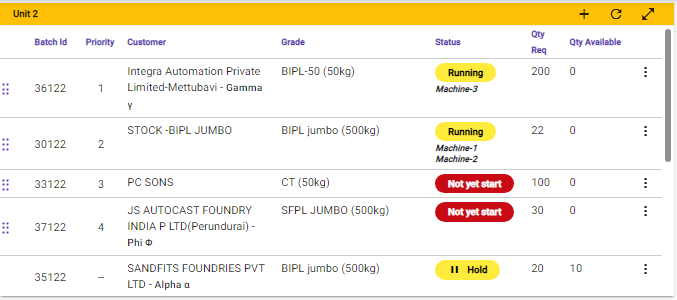 Unit 2
Batch Id Priority Customer Grade Status Qty Req Qty Available
36122 1 Integra Automation Private BIPL-50 (50kg) Running 200 0
Limited-Mettubavi - Gamma Machine-3
γ
30122 2 STOCK -BIPL JUMBO BIPL jumbo (500kg) Running 22 0
Machine-1
Machine-2
33122 3 PC SONS CT (50kg) Not yet start 100 0
37122 4 JS AUTOCAST FOUNDRY SFPL JUMBO (500kg) Not yet start 30 0
INDIA P LTD(Perundurai) -
Phi Φ
35122 -- SANDFITS FOUNDRIES PVT BIPL jumbo (500kg) Hold 20 10
LTD - Alpha α